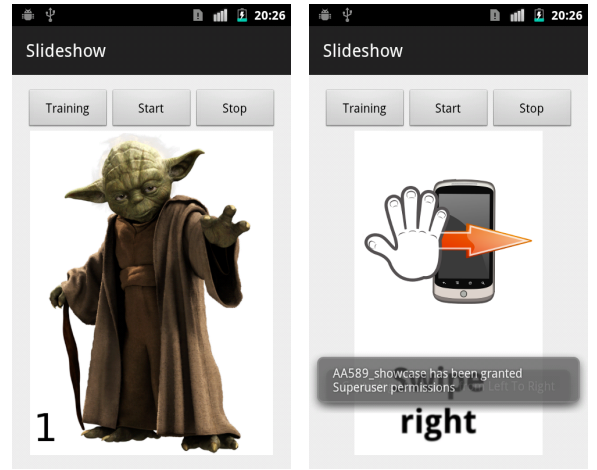 20:26
Slideshow
Training
Start
Stop
1
20:26
Slideshow
Training
Start
Stop
AA589_showcase has been granted
Superuser permissions
Left To Right
Swipe
right